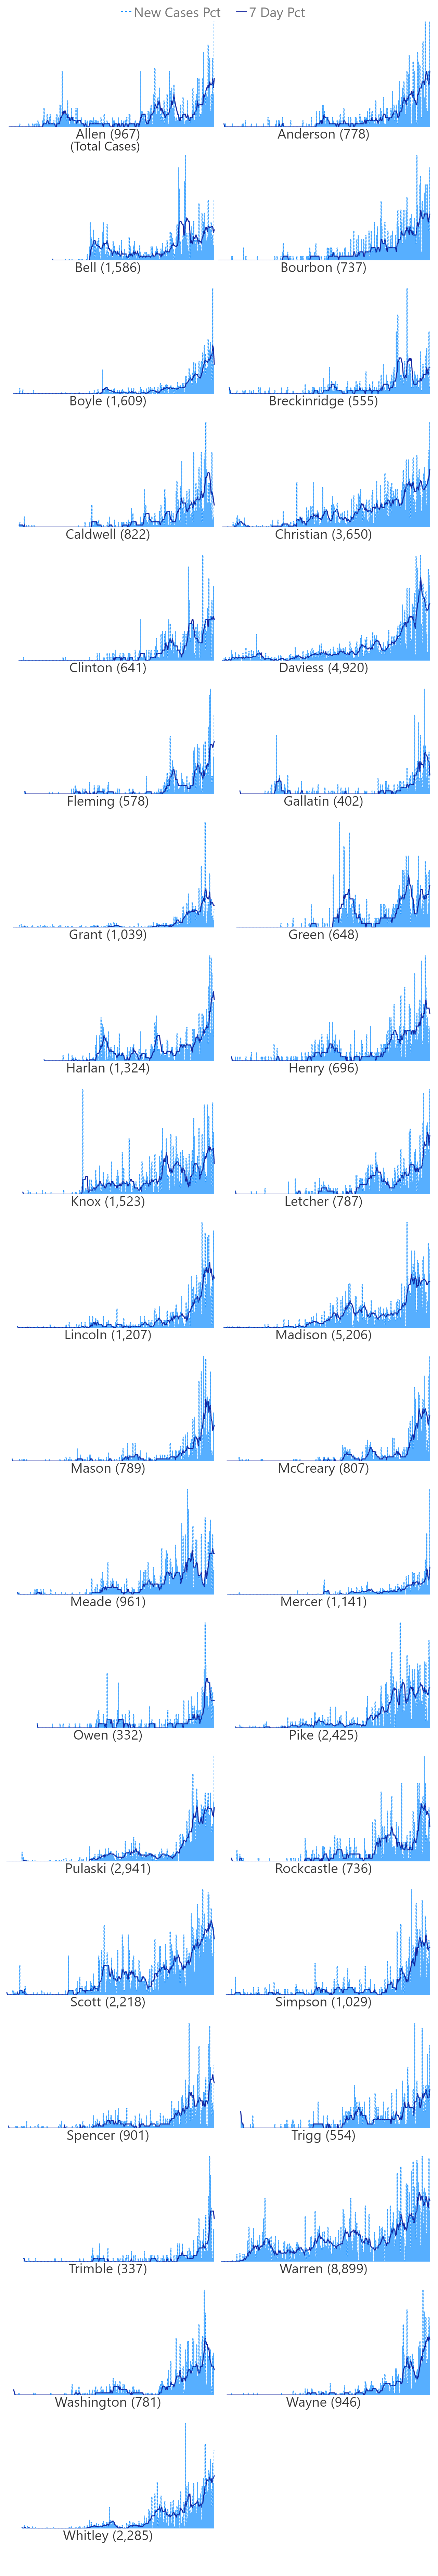 New Cases Pct 7 Day Pct
Allen (967) Anderson (778)
(Total Cases)
Bell (1,586) Bourbon (737)
Boyle (1,609) Breckinridge (555)
Caldwell (822) Christian (3,650)
Clinton (641) Daviess (4,920)
Fleming (578) Gallatin (402)
Grant (1,039) Green (648)
Harlan (1,324) Henry (696)
Knox (1,523) Letcher (787)
Lincoln (1,207) Madison (5,206)
Mason (789) McCreary (807)
Meade (961) Mercer (1,141)
Owen (332) Pike (2,425)
Pulaski (2,941) Rockcastle (736)
Scott (2,218) Simpson (1,029)
Spencer (901) Trigg (554)
Trimble (337) Warren (8,899)
Washington (781) Wayne (946)
Whitley (2,285)